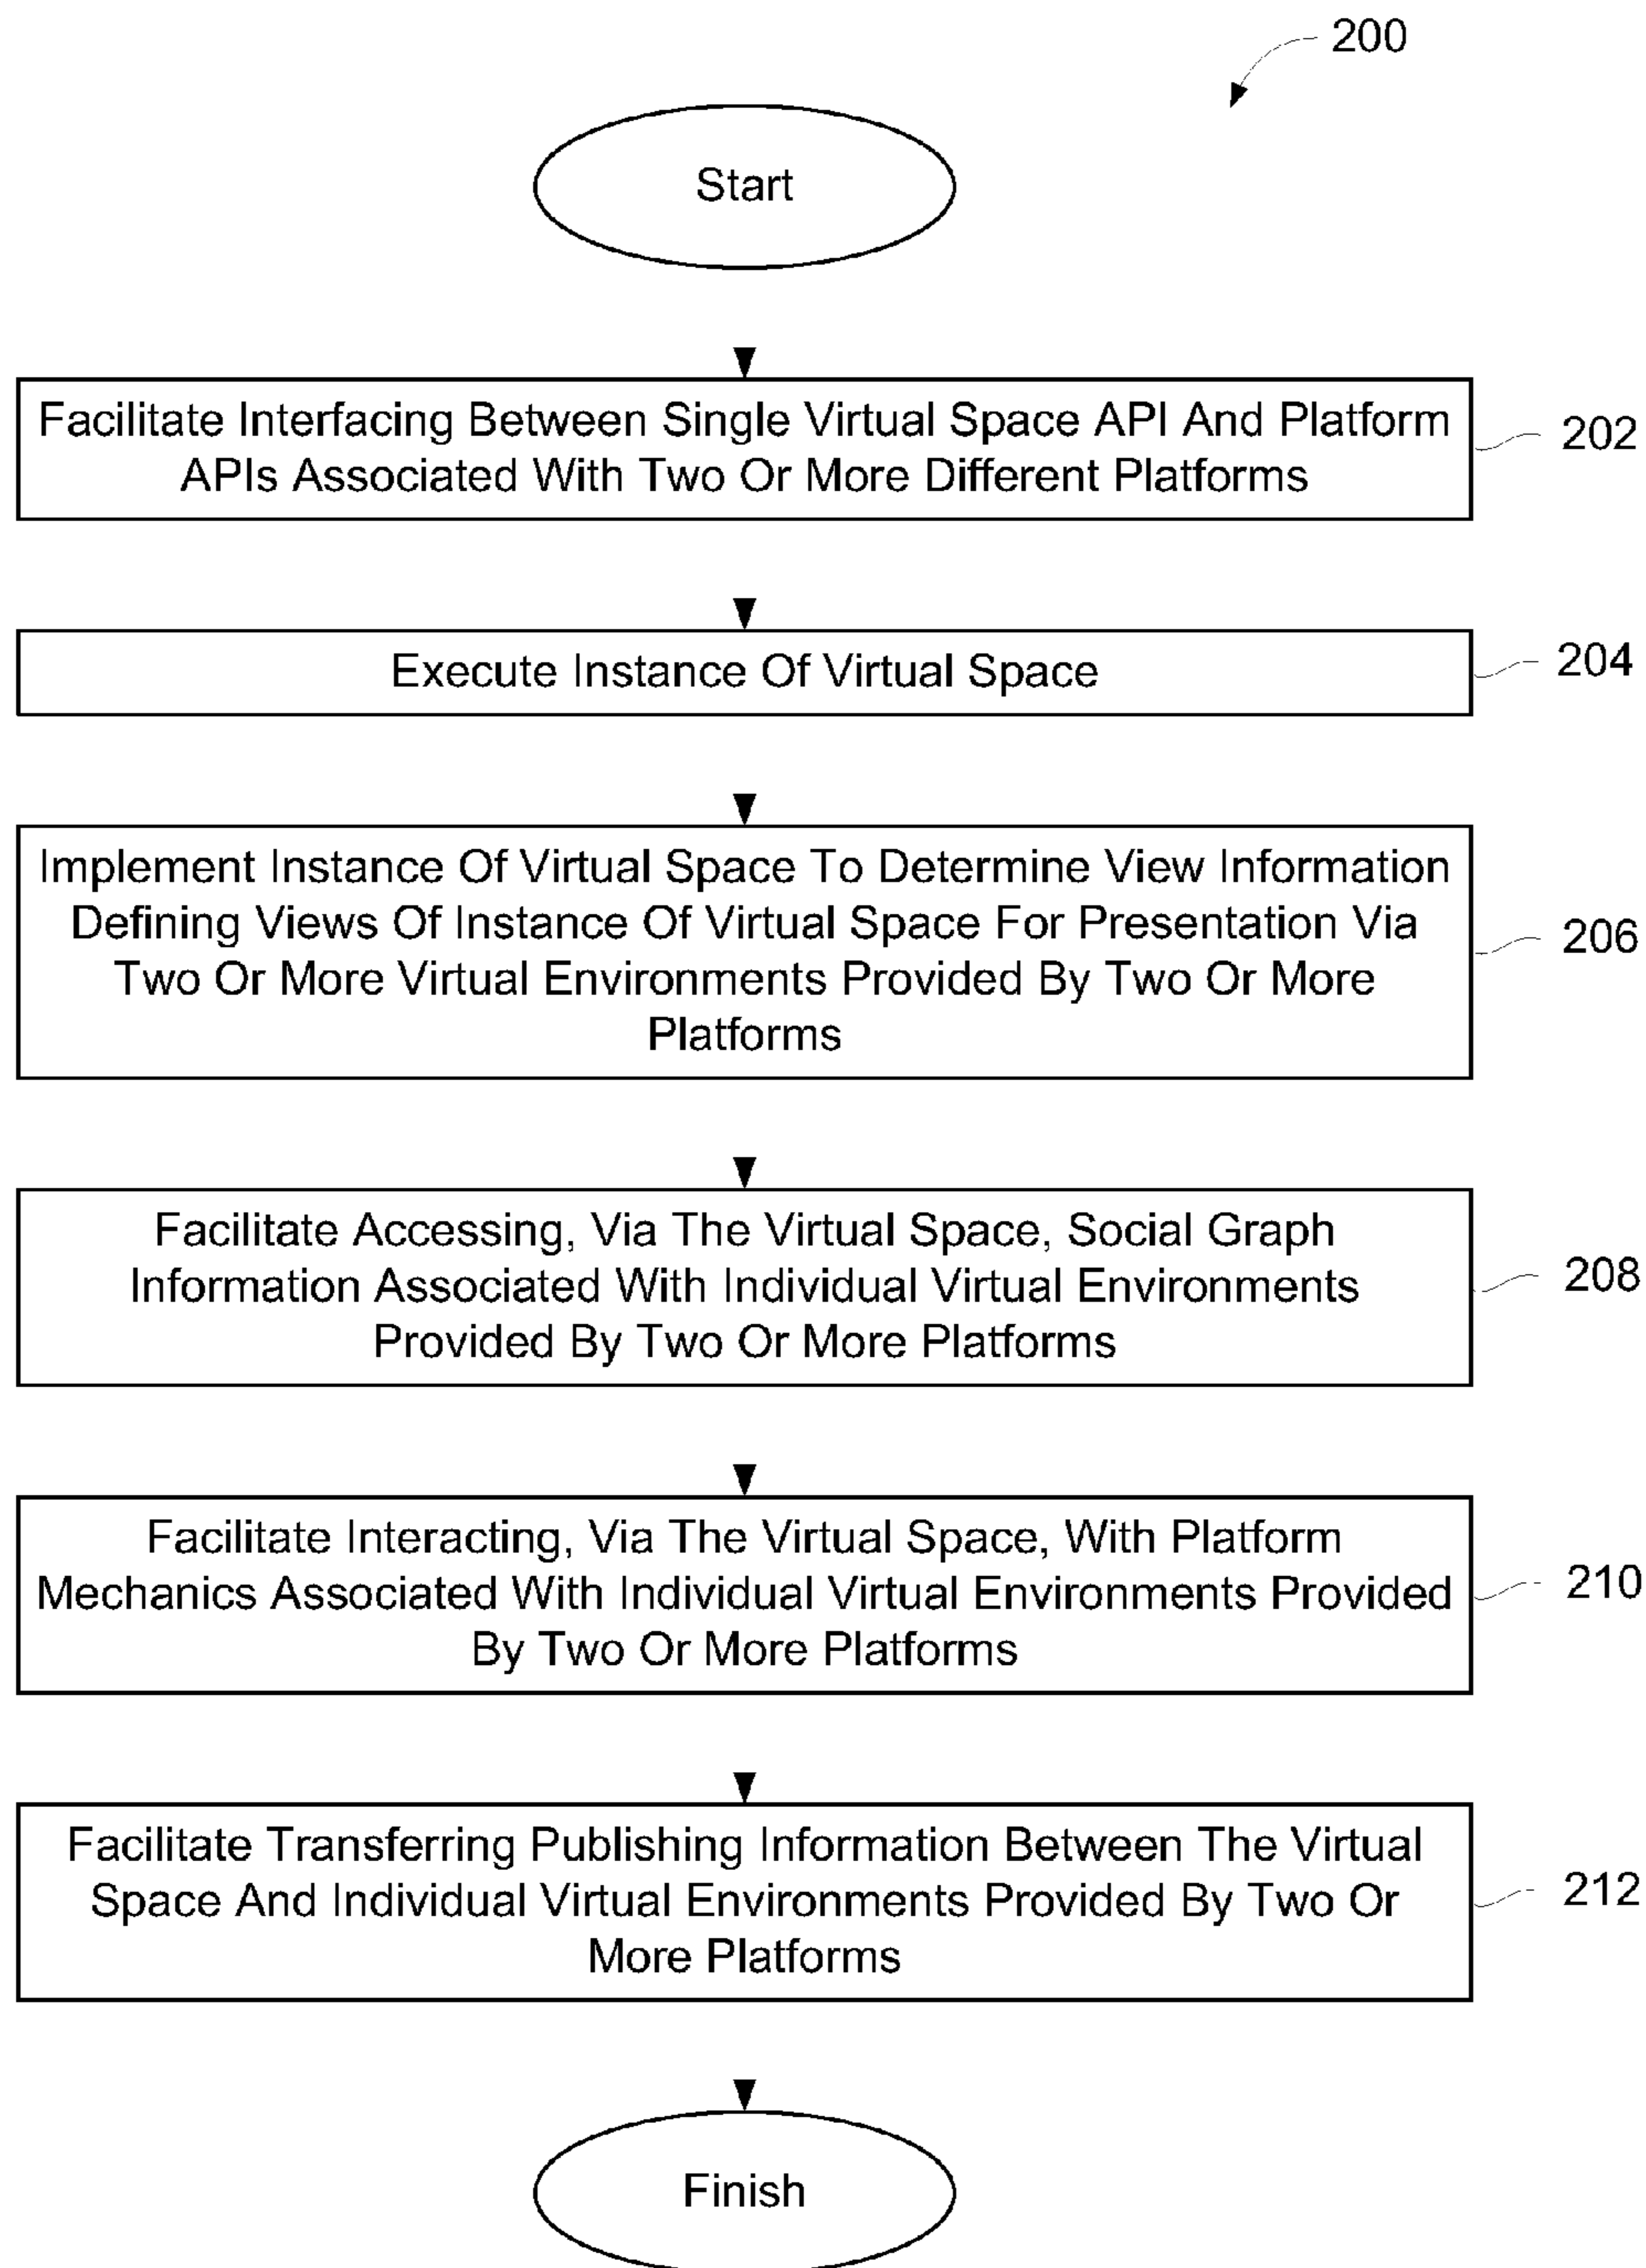 200
Start
Facilitate Interfacing Between Single Virtual Space API And Platform
APIs Associated With Two Or More Different Platforms
202
Execute Instance Of Virtual Space
204
Implement Instance Of Virtual Space To Determine View Information
Defining Views Of Instance Of Virtual Space For Presentation Via
Two Or More Virtual Environments Provided By Two Or More
Platforms
206
Facilitate Accessing, Via The Virtual Space, Social Graph
Information Associated With Individual Virtual Environments
Provided By Two Or More Platforms
208
Facilitate Interacting, Via The Virtual Space, With Platform
Mechanics Associated With Individual Virtual Environments Provided
By Two Or More Platforms
210
Facilitate Transferring Publishing Information Between The Virtual
Space And Individual Virtual Environments Provided By Two Or
More Platforms
212
Finish